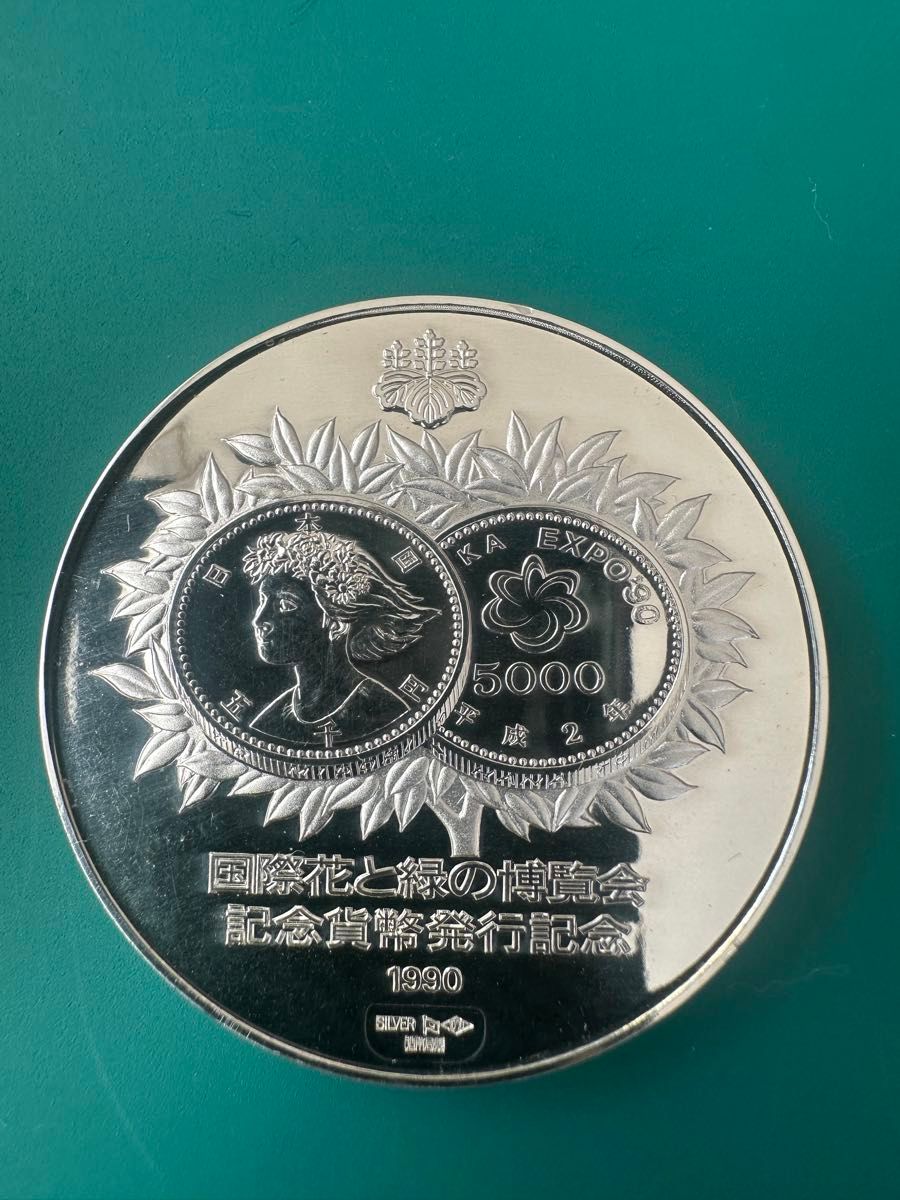 日本国
五千円
KA EXPO '90
5000
平成2年
国際花と緑の博覧会
記念貨幣発行記念
1990
SILVER